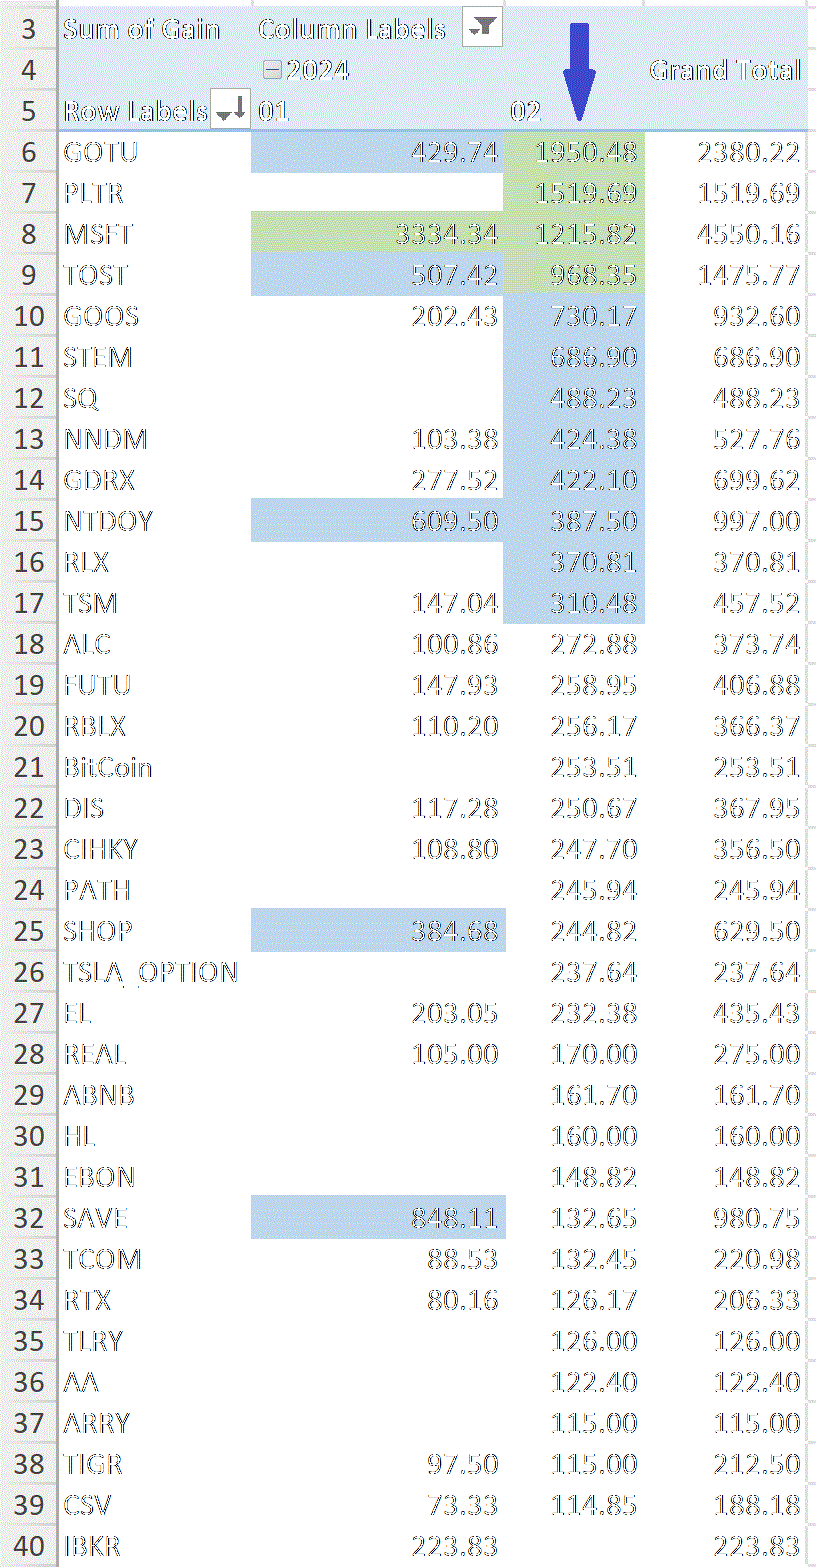 3 Sum of Gain Column Labels
4 2024 Grand Total
5 Row Labels 01 02
6 GOTU 429.74 1950.48 2380.22
7 PLTR 1519.69 1519.69
8 MSFT 3334.34 1215.82 4550.16
9 TOST 507.42 968.35 1475.77
10 GOOS 202.43 730.17 932.60
11 STEM 686.90 686.90
12 SQ 488.23 488.23
13 NNDM 103.38 424.38 527.76
14 GDRX 277.52 422.10 699.62
15 NTDOY 609.50 387.50 997.00
16 RLX 370.81 370.81
17 TSM 147.04 310.48 457.52
18 ALC 100.86 272.88 373.74
19 FUTU 147.93 258.95 406.88
20 RBLX 110.20 256.17 366.37
21 BitCoin 253.51 253.51
22 DIS 117.28 250.67 367.95
23 CIHKY 108.80 247.70 356.50
24 PATH 245.94 245.94
25 SHOP 384.68 244.82 629.50
26 TSLA_OPTION 237.64 237.64
27 EL 203.05 232.38 435.43
28 REAL 105.00 170.00 275.00
29 ABNB 161.70 161.70
30 HL 160.00 160.00
31 EBON 148.82 148.82
32 SAVE 848.11 132.65 980.75
33 TCOM 88.53 132.45 220.98
34 RTX 80.16 126.17 206.33
35 TLRY 126.00 126.00
36 AA 122.40 122.40
37 ARRY 115.00 115.00
38 TIGR 97.50 115.00 212.50
39 CSV 73.33 114.85 188.18
40 IBKR 223.83 223.83